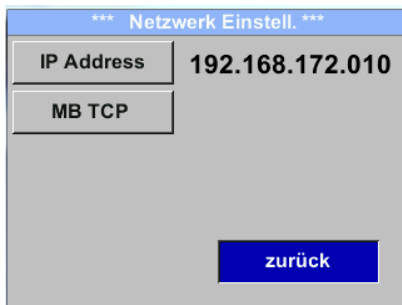 *** Netzwerk Einstell. ***
IP Address 192.168.172.010
MB TCP
zurück